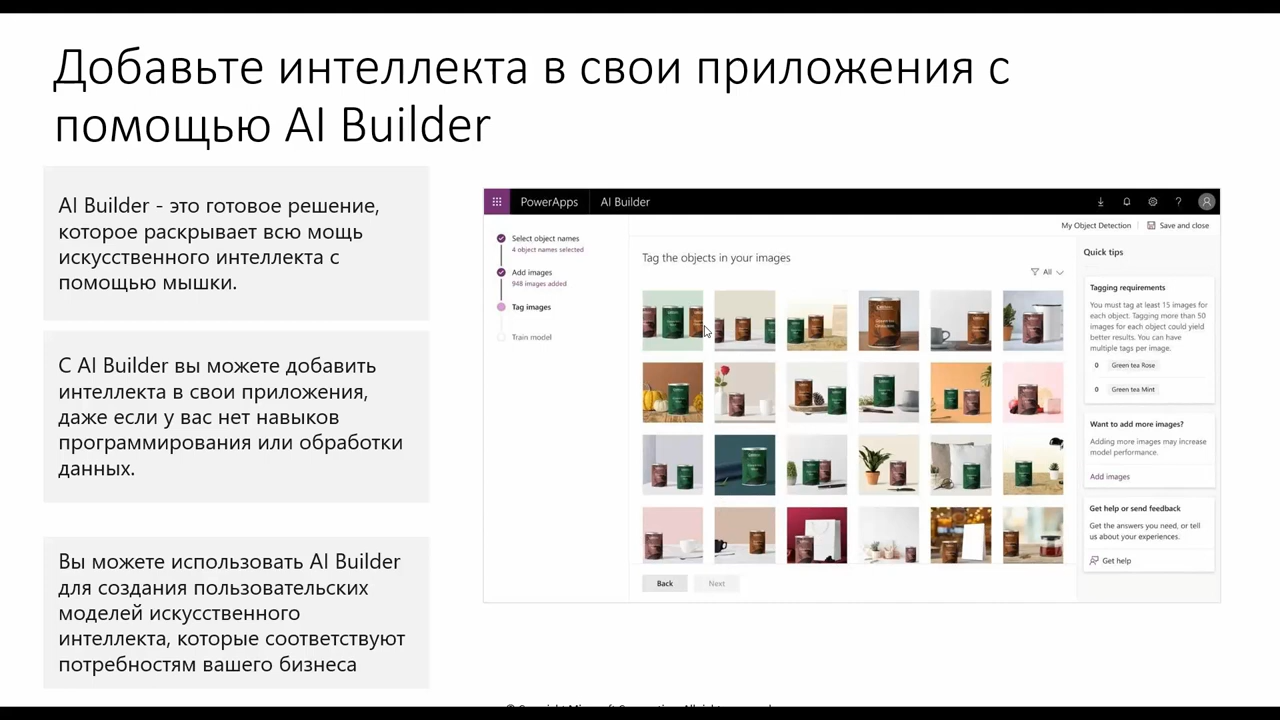 Добавьте интеллекта в свои приложения с
помощью AI Builder
AI Builder - это готовое решение,
которое раскрывает всю мощь
искусственного интеллекта с
помощью мышки.
С AI Builder вы можете добавить
интеллекта в свои приложения,
даже если у вас нет навыков
программирования или обработки
данных.
Вы можете использовать AI Builder
для создания пользовательских
моделей искусственного
интеллекта, которые соответствуют
потребностям вашего бизнеса
PowerApps AI Builder
?
My Object Detection Save and close
Select object names
4 object names selected
Add images
948 images added
Tag images
Train model
Tag the objects in your images
All
Back Next
Quick tips
Tagging requirements
You must tag at least 15 images for
each object. Tagging more than 50
images for each object could yield
better results. You can have
multiple tags per image.
0 Green tea Rose
0 Green tea Mint
Want to add more images?
Adding more images may increase
model performance.
Add images
Get help or send feedback
Get the answers you need, or tell
us about your experiences.
Get help